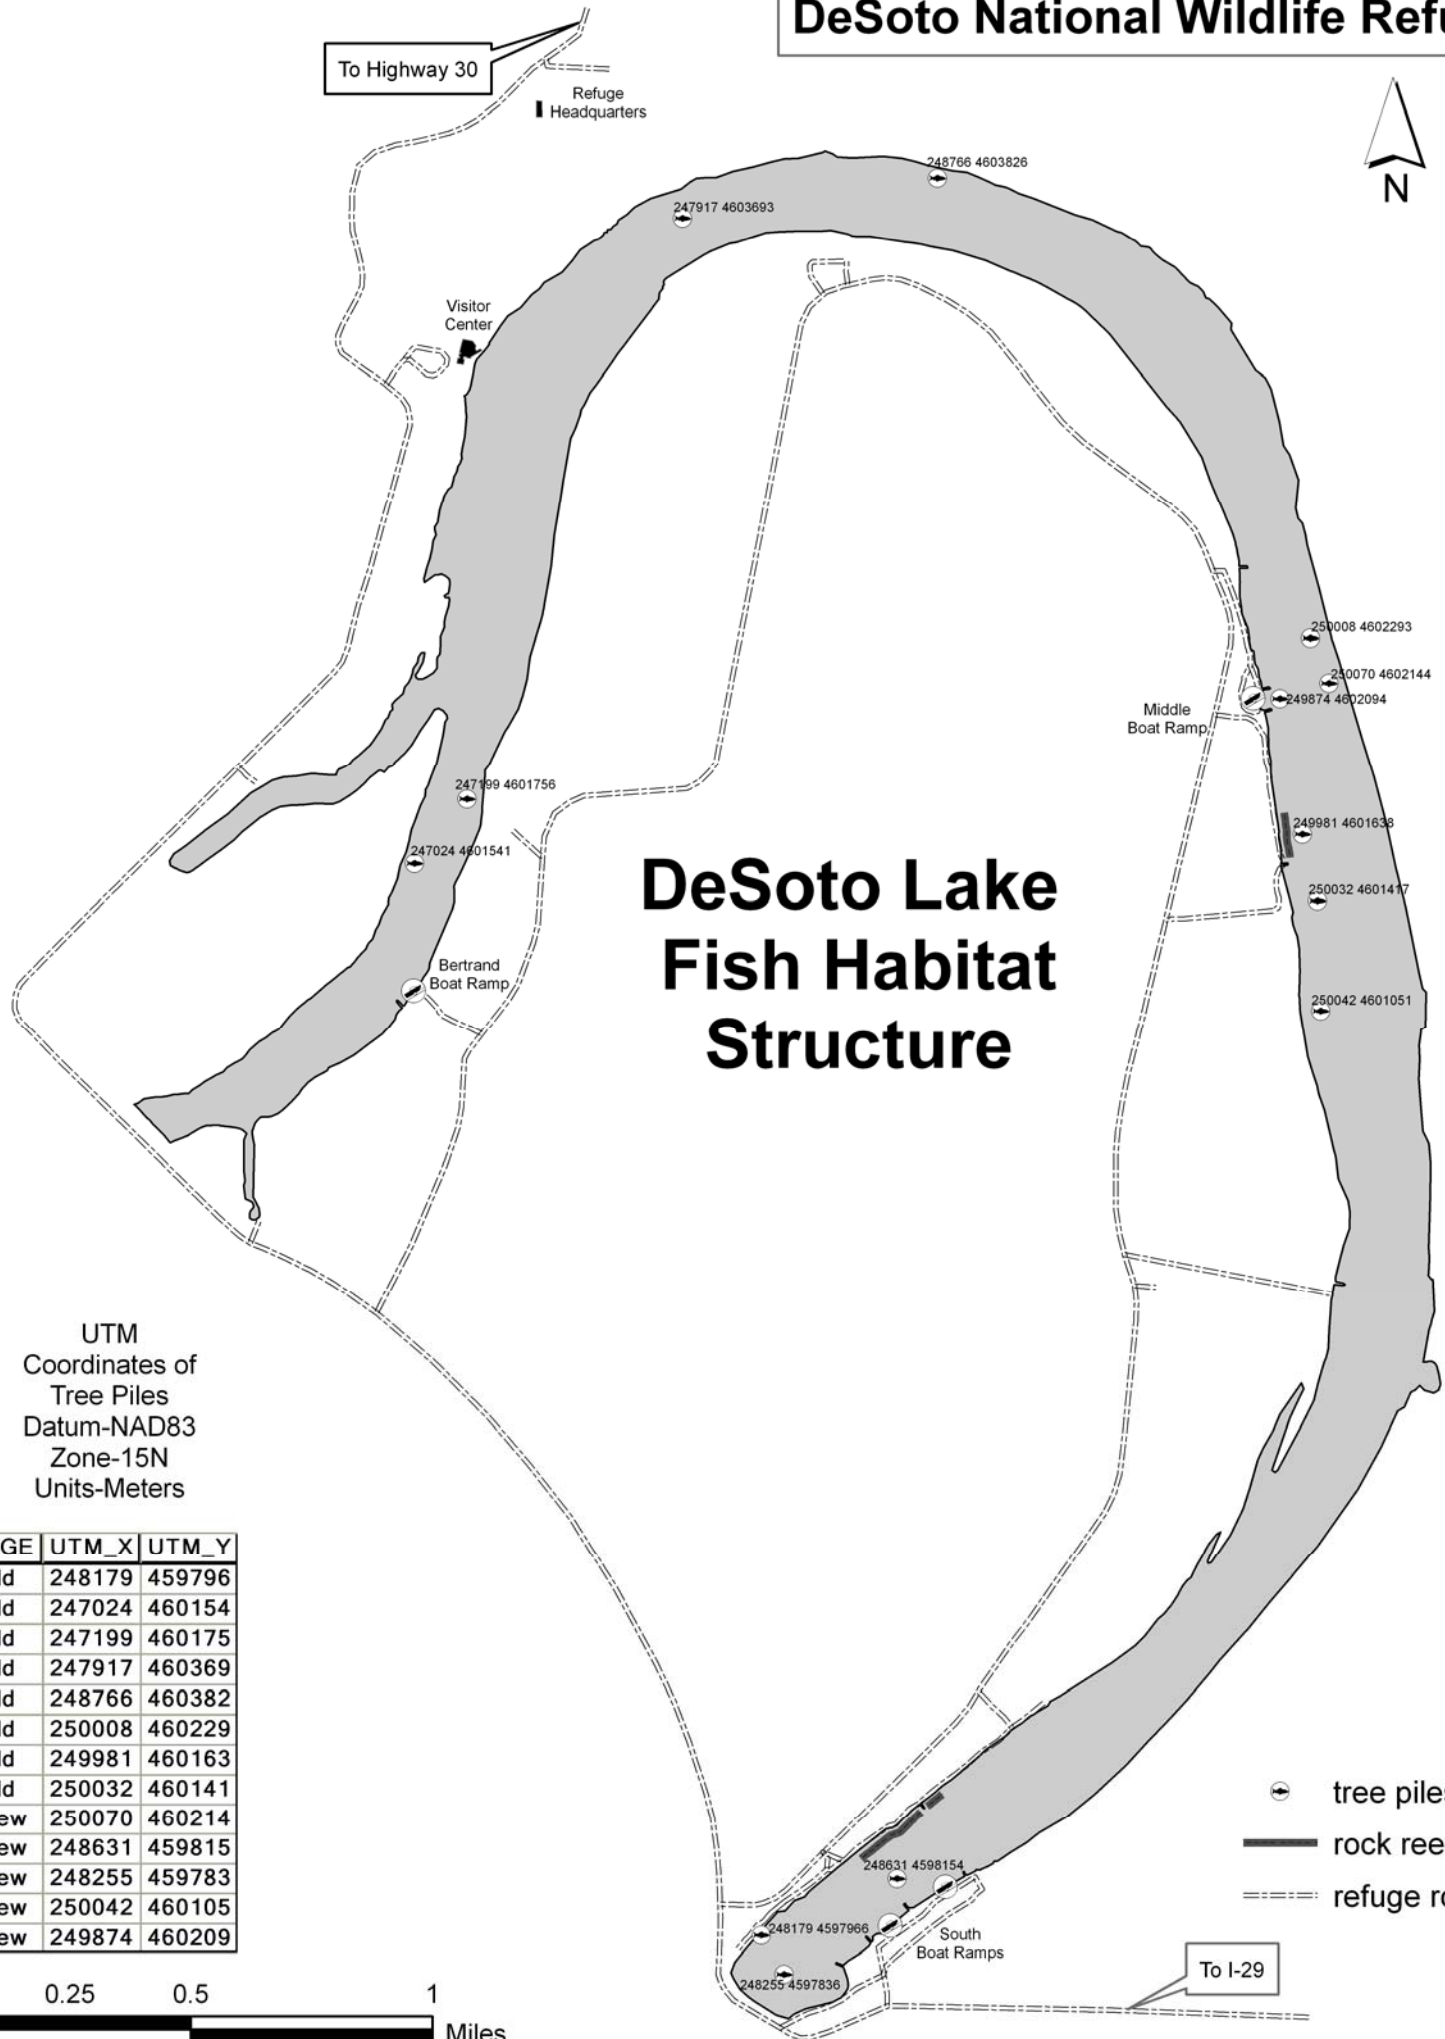 DeSoto National Wildlife Refu
To Highway 30
Refuge
Headquarters
N
248766 4603826
247917 4603693
Visitor
Center
250008 4602293
250070 4602144
249874 4602094
Middle
Boat Ramp
247199 4601756
249981 4601638
247024 4601541
250032 4601417
DeSoto Lake
Fish Habitat
Structure
Bertrand
Boat Ramp
250042 4601051
UTM
Coordinates of
Tree Piles
Datum-NAD83
Zone-15N
Units-Meters
GE UTM_X UTM_Y
ld 248179 459796
ld 247024 460154
ld 247199 460175
ld 247917 460369
ld 248766 460382
ld 250008 460229
ld 249981 460163
ld 250032 460141
ew 250070 460214
ew 248631 459815
ew 248255 459783
ew 250042 460105
ew 249874 460209
tree piles
rock ree
refuge ro
248631 4598154
248179 4597966
South
Boat Ramps
248255 4597836
To I-29
0.25 0.5 1
Miles